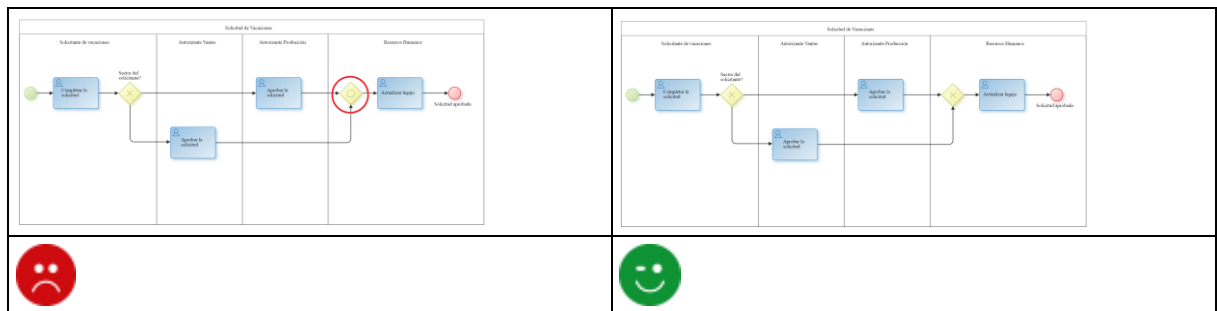 Solicitud de Vacaciones
Solicitante de vacaciones
Autorizante Ventas
Autorizante Producción
Recursos Humanos
Sector del
solicitante?
Completar la
solicitud
Aprobar la
solicitud
Actualizar legajo
Solicitud aprobada
Aprobar la
solicitud
Solicitud de Vacaciones
Solicitante de vacaciones
Autorizante Ventas
Autorizante Producción
Recursos Humanos
Sector del
solicitante?
Completar la
solicitud
Aprobar la
solicitud
Actualizar legajo
Solicitud aprobada
Aprobar la
solicitud